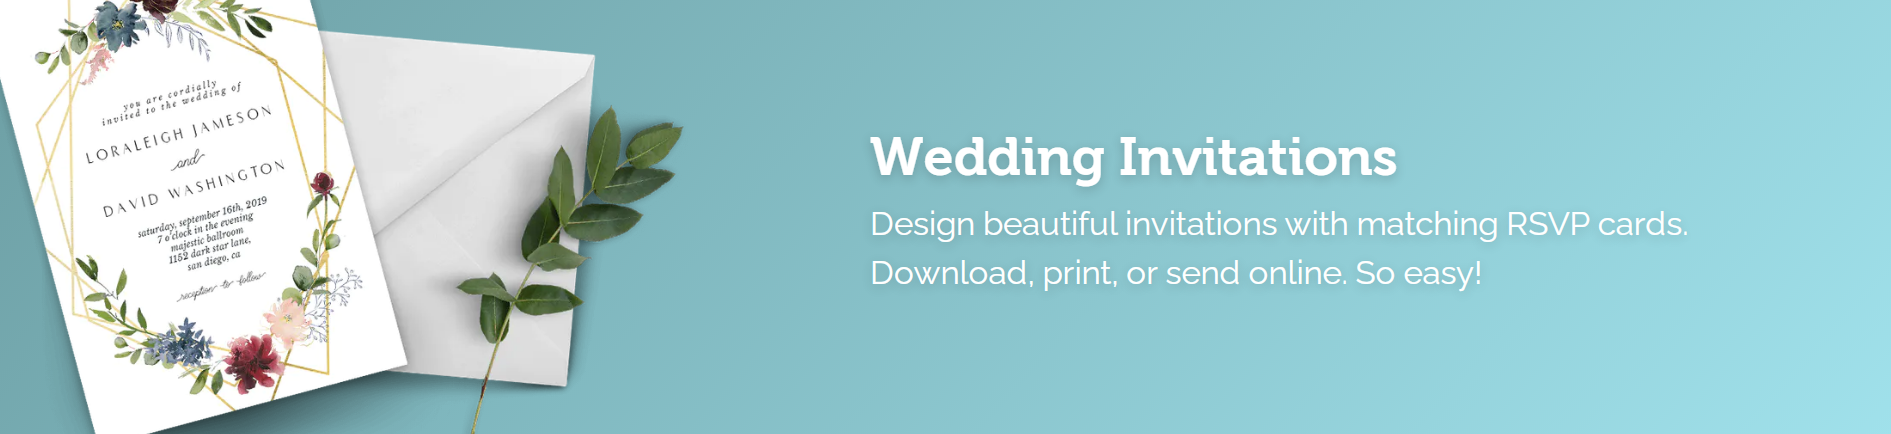 you are cordially
invited to the wedding of
LORALEIGH JAMESON
and
DAVID WASHINGTON
saturday, september 16th, 2019
7 o'clock in the evening
majestic ballroom
1152 dark star lane,
san diego, ca
reception to follow
Wedding Invitations
Design beautiful invitations with matching RSVP cards.
Download, print, or send online. So easy!